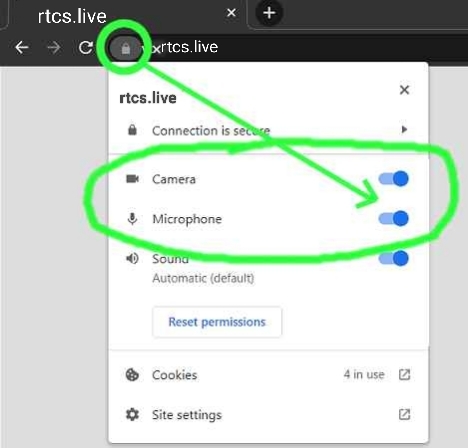 rtcs.live
rtcs.live
rtcs.live
Connection is secure
Camera
Microphone
Sound
Automatic (default)
Reset permissions
Cookies 4 in use
Site settings